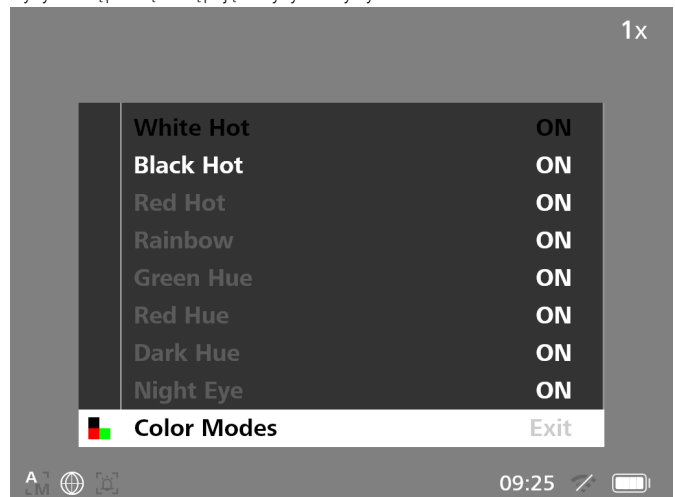 1x
White Hot ON
Black Hot ON
Red Hot ON
Rainbow ON
Green Hue ON
Red Hue ON
Dark Hue ON
Night Eye ON
Color Modes Exit
A
M
09:25